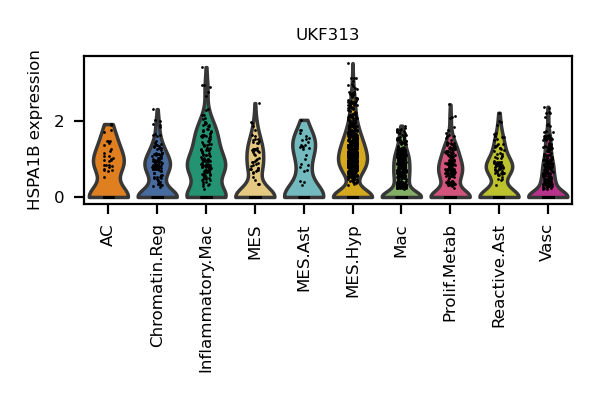 UKF313
HSPA1B expression
2
0
AC
Chromatin.Reg
Inflammatory.Mac
MES
MES.Ast
MES.Hyp
Mac
Prolif.Metab
Reactive.Ast
Vasc